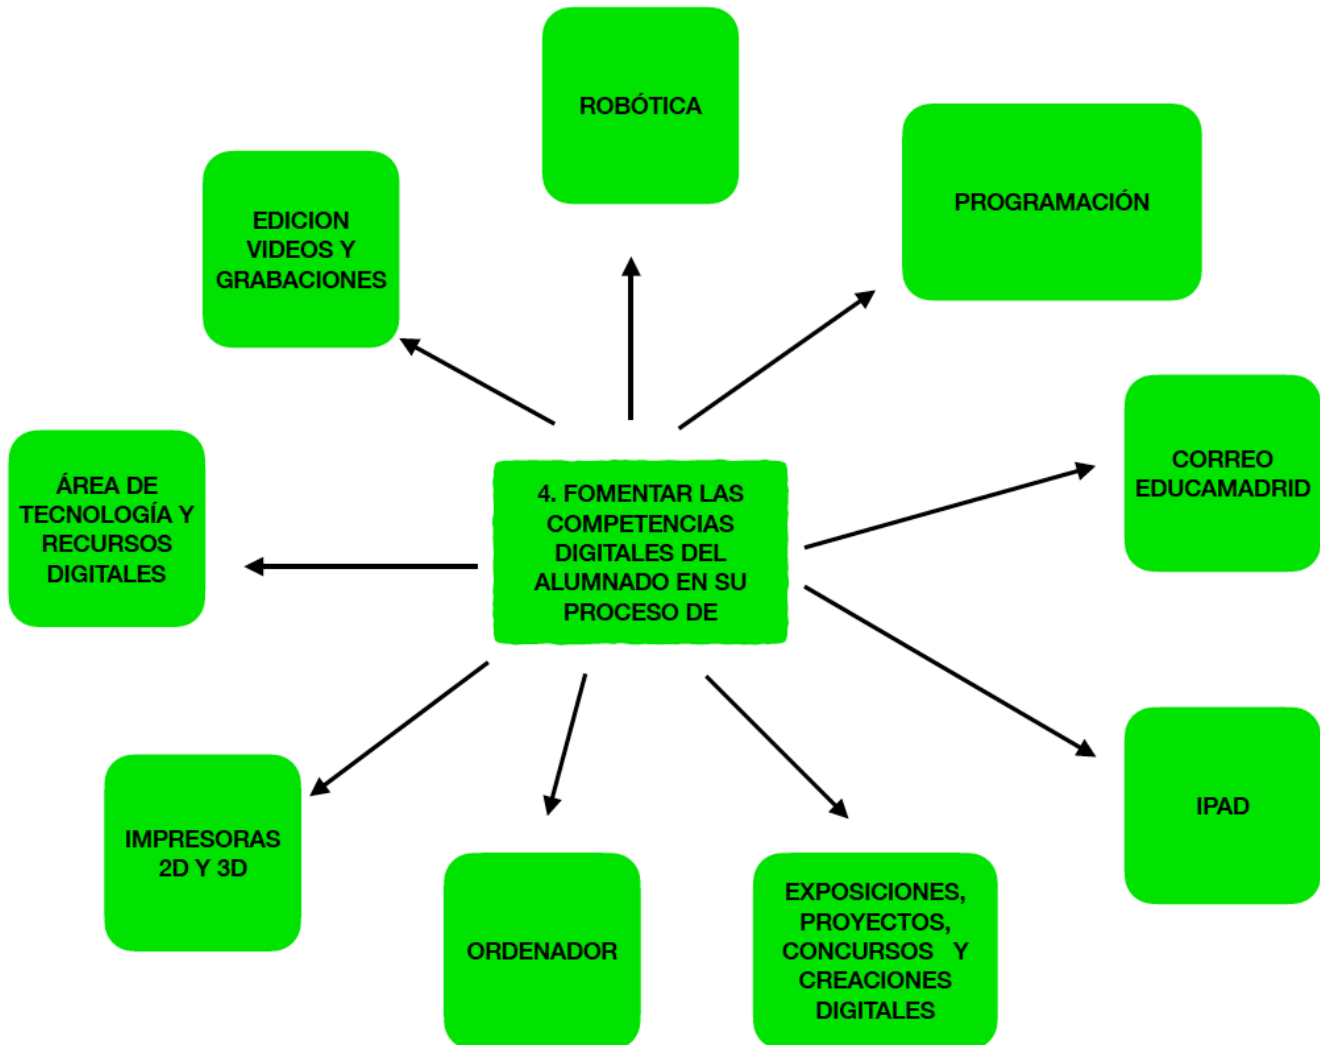 ROBÓTICA
PROGRAMACIÓN
EDICION
VIDEOS Y
GRABACIONES
CORREO
EDUCAMADRID
ÁREA DE
TECNOLOGÍA Y
RECURSOS
DIGITALES
4. FOMENTAR LAS
COMPETENCIAS
DIGITALES DEL
ALUMNADO EN SU
PROCESO DE
IPAD
IMPRESORAS
2D Y 3D
ORDENADOR
EXPOSICIONES,
PROYECTOS,
CONCURSOS Y
CREACIONES
DIGITALES